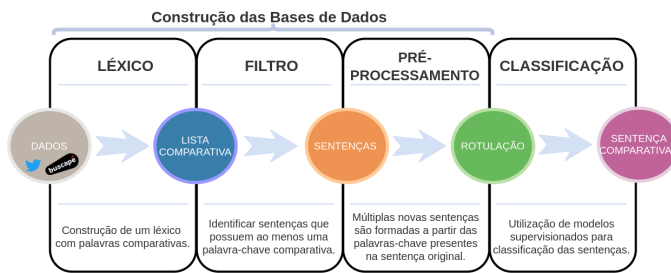 Construção das Bases de Dados
LÉXICO
FILTRO
PRÉ-
PROCESSAMENTO
CLASSIFICAÇÃO
DADOS
buscapé
LISTA
COMPARATIVA
SENTENÇAS
ROTULAÇÃO
SENTENÇA
COMPARATIVA
Construção de um léxico
com palavras comparativas.
Identificar sentenças que
possuem ao menos uma
palavra-chave comparativa.
Múltiplas novas sentenças
são formadas a partir das
palavras-chave presentes
na sentença original.
Utilização de modelos
supervisionados para
classificação das sentenças.